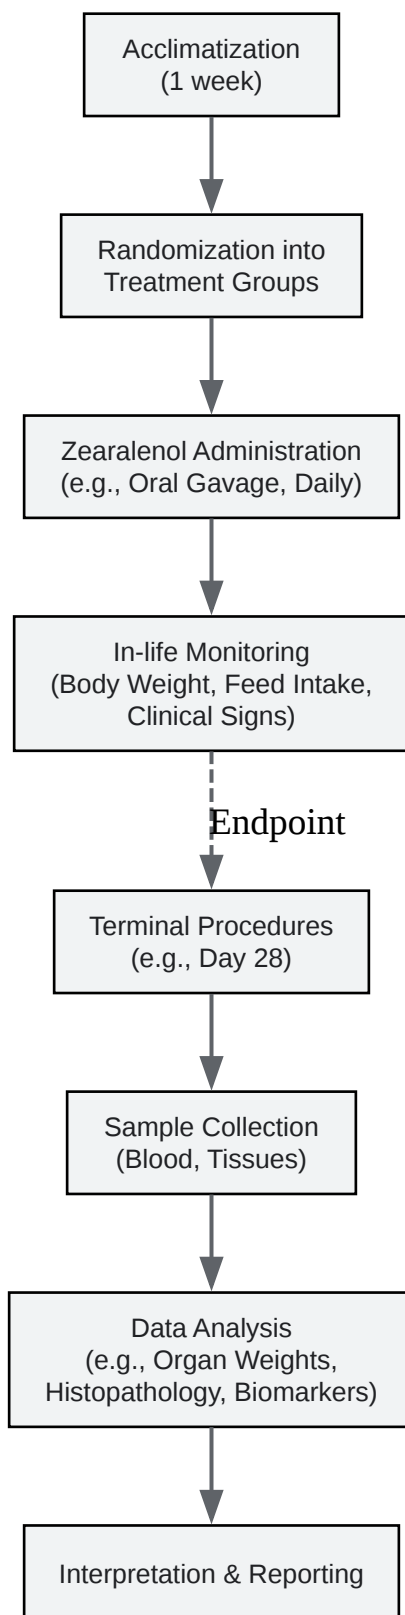 Acclimatization
(1 week)
Randomization into
Treatment Groups
Zearalenol Administration
(e.g., Oral Gavage, Daily)
In-life Monitoring
(Body Weight, Feed Intake,
Clinical Signs)
Endpoint
Terminal Procedures
(e.g., Day 28)
Sample Collection
(Blood, Tissues)
Data Analysis
(e.g., Organ Weights,
Histopathology, Biomarkers)
Interpretation & Reporting